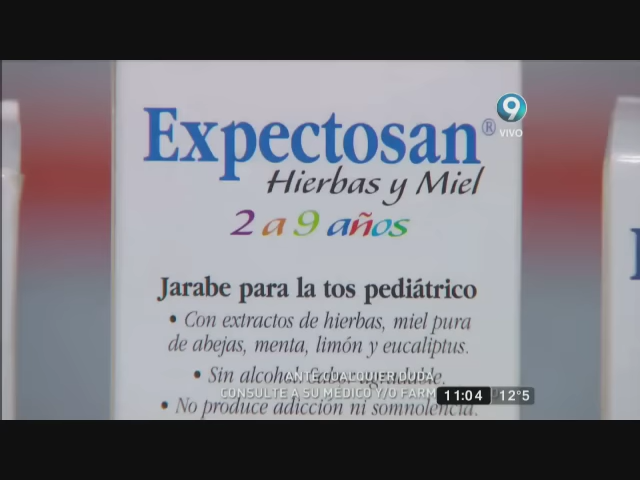 9
VIVO
Expectosan®
Hierbas y Miel
2 a 9 años
Jarabe para la tos pediátrico
• Con extractos de hierbas, miel pura
de abejas, menta, limón y eucaliptus.
• Sin alcohol. Sabor agradable.
ANTE CUALQUIER DUDA
CONSULTE A SU MÉDICO Y/O FARM
• No produce adicción ni somnolencia.
11:04 12°5